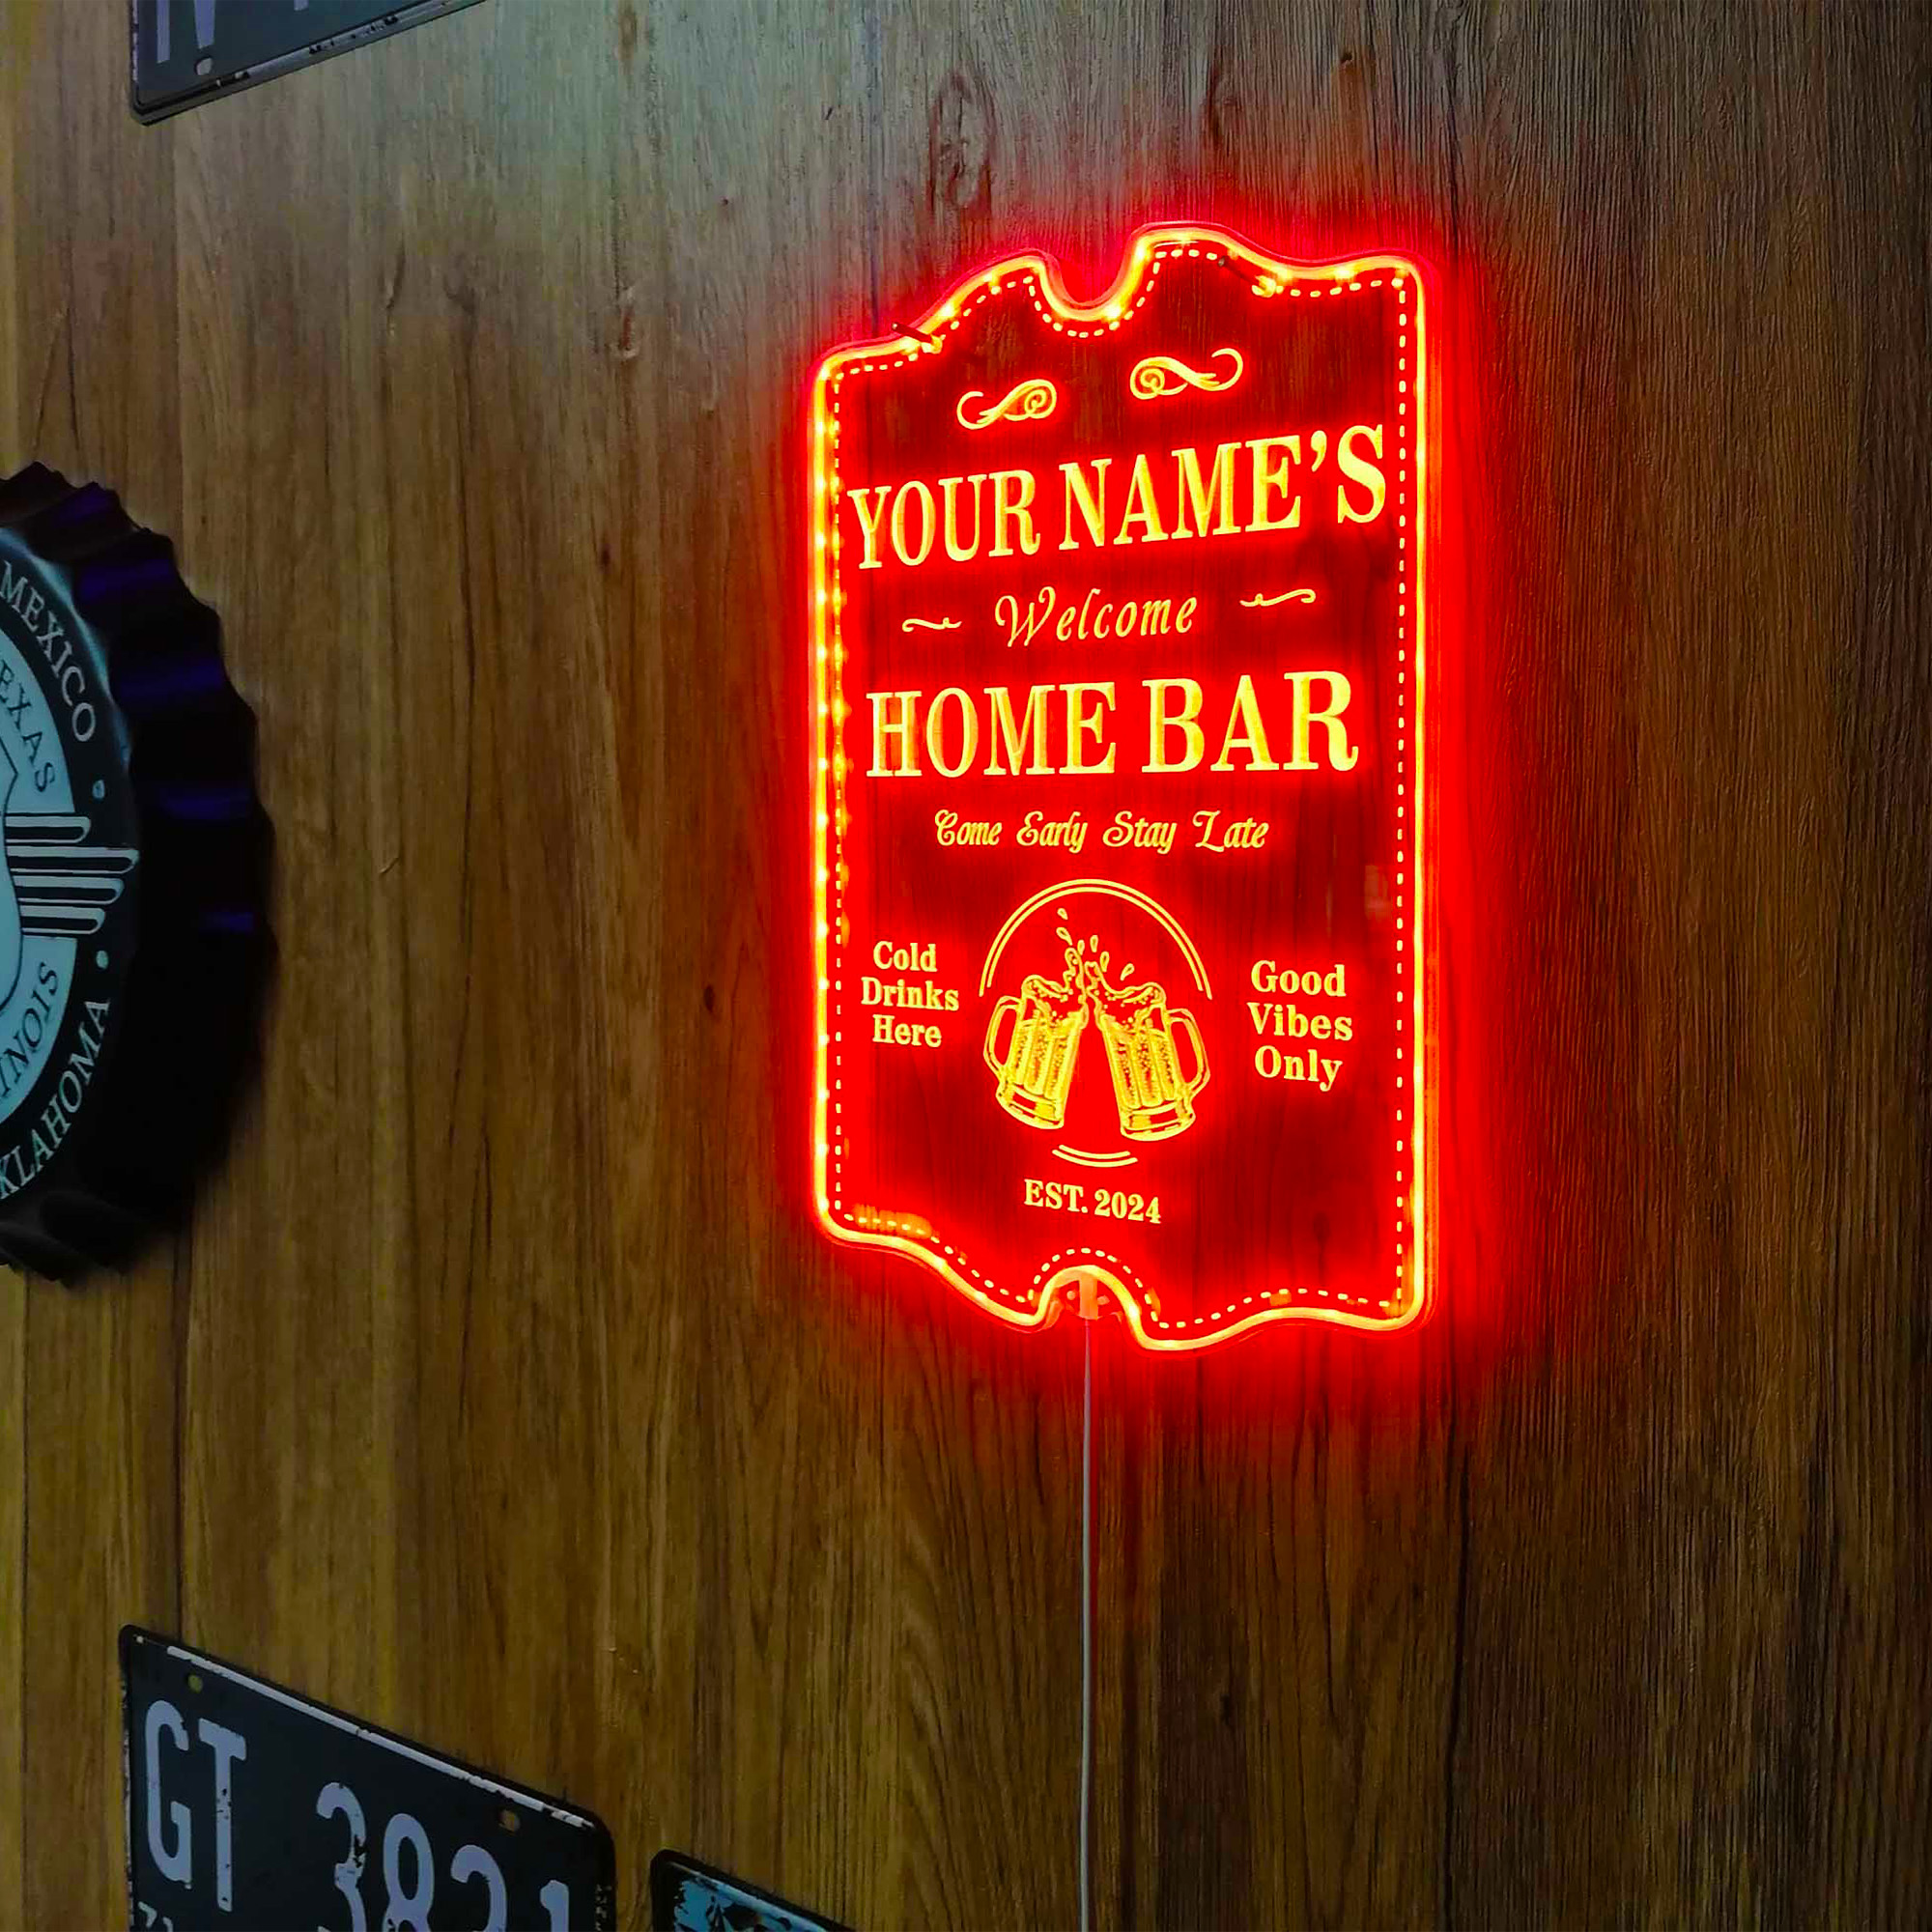 YOUR NAME'S
Welcome
HOME BAR
Come Early Stay Late
Cold
Drinks
Here
Good
Vibes
Only
EST. 2024
MEXICO
EXAS
INOIS
KLAHOMA
GT 3821